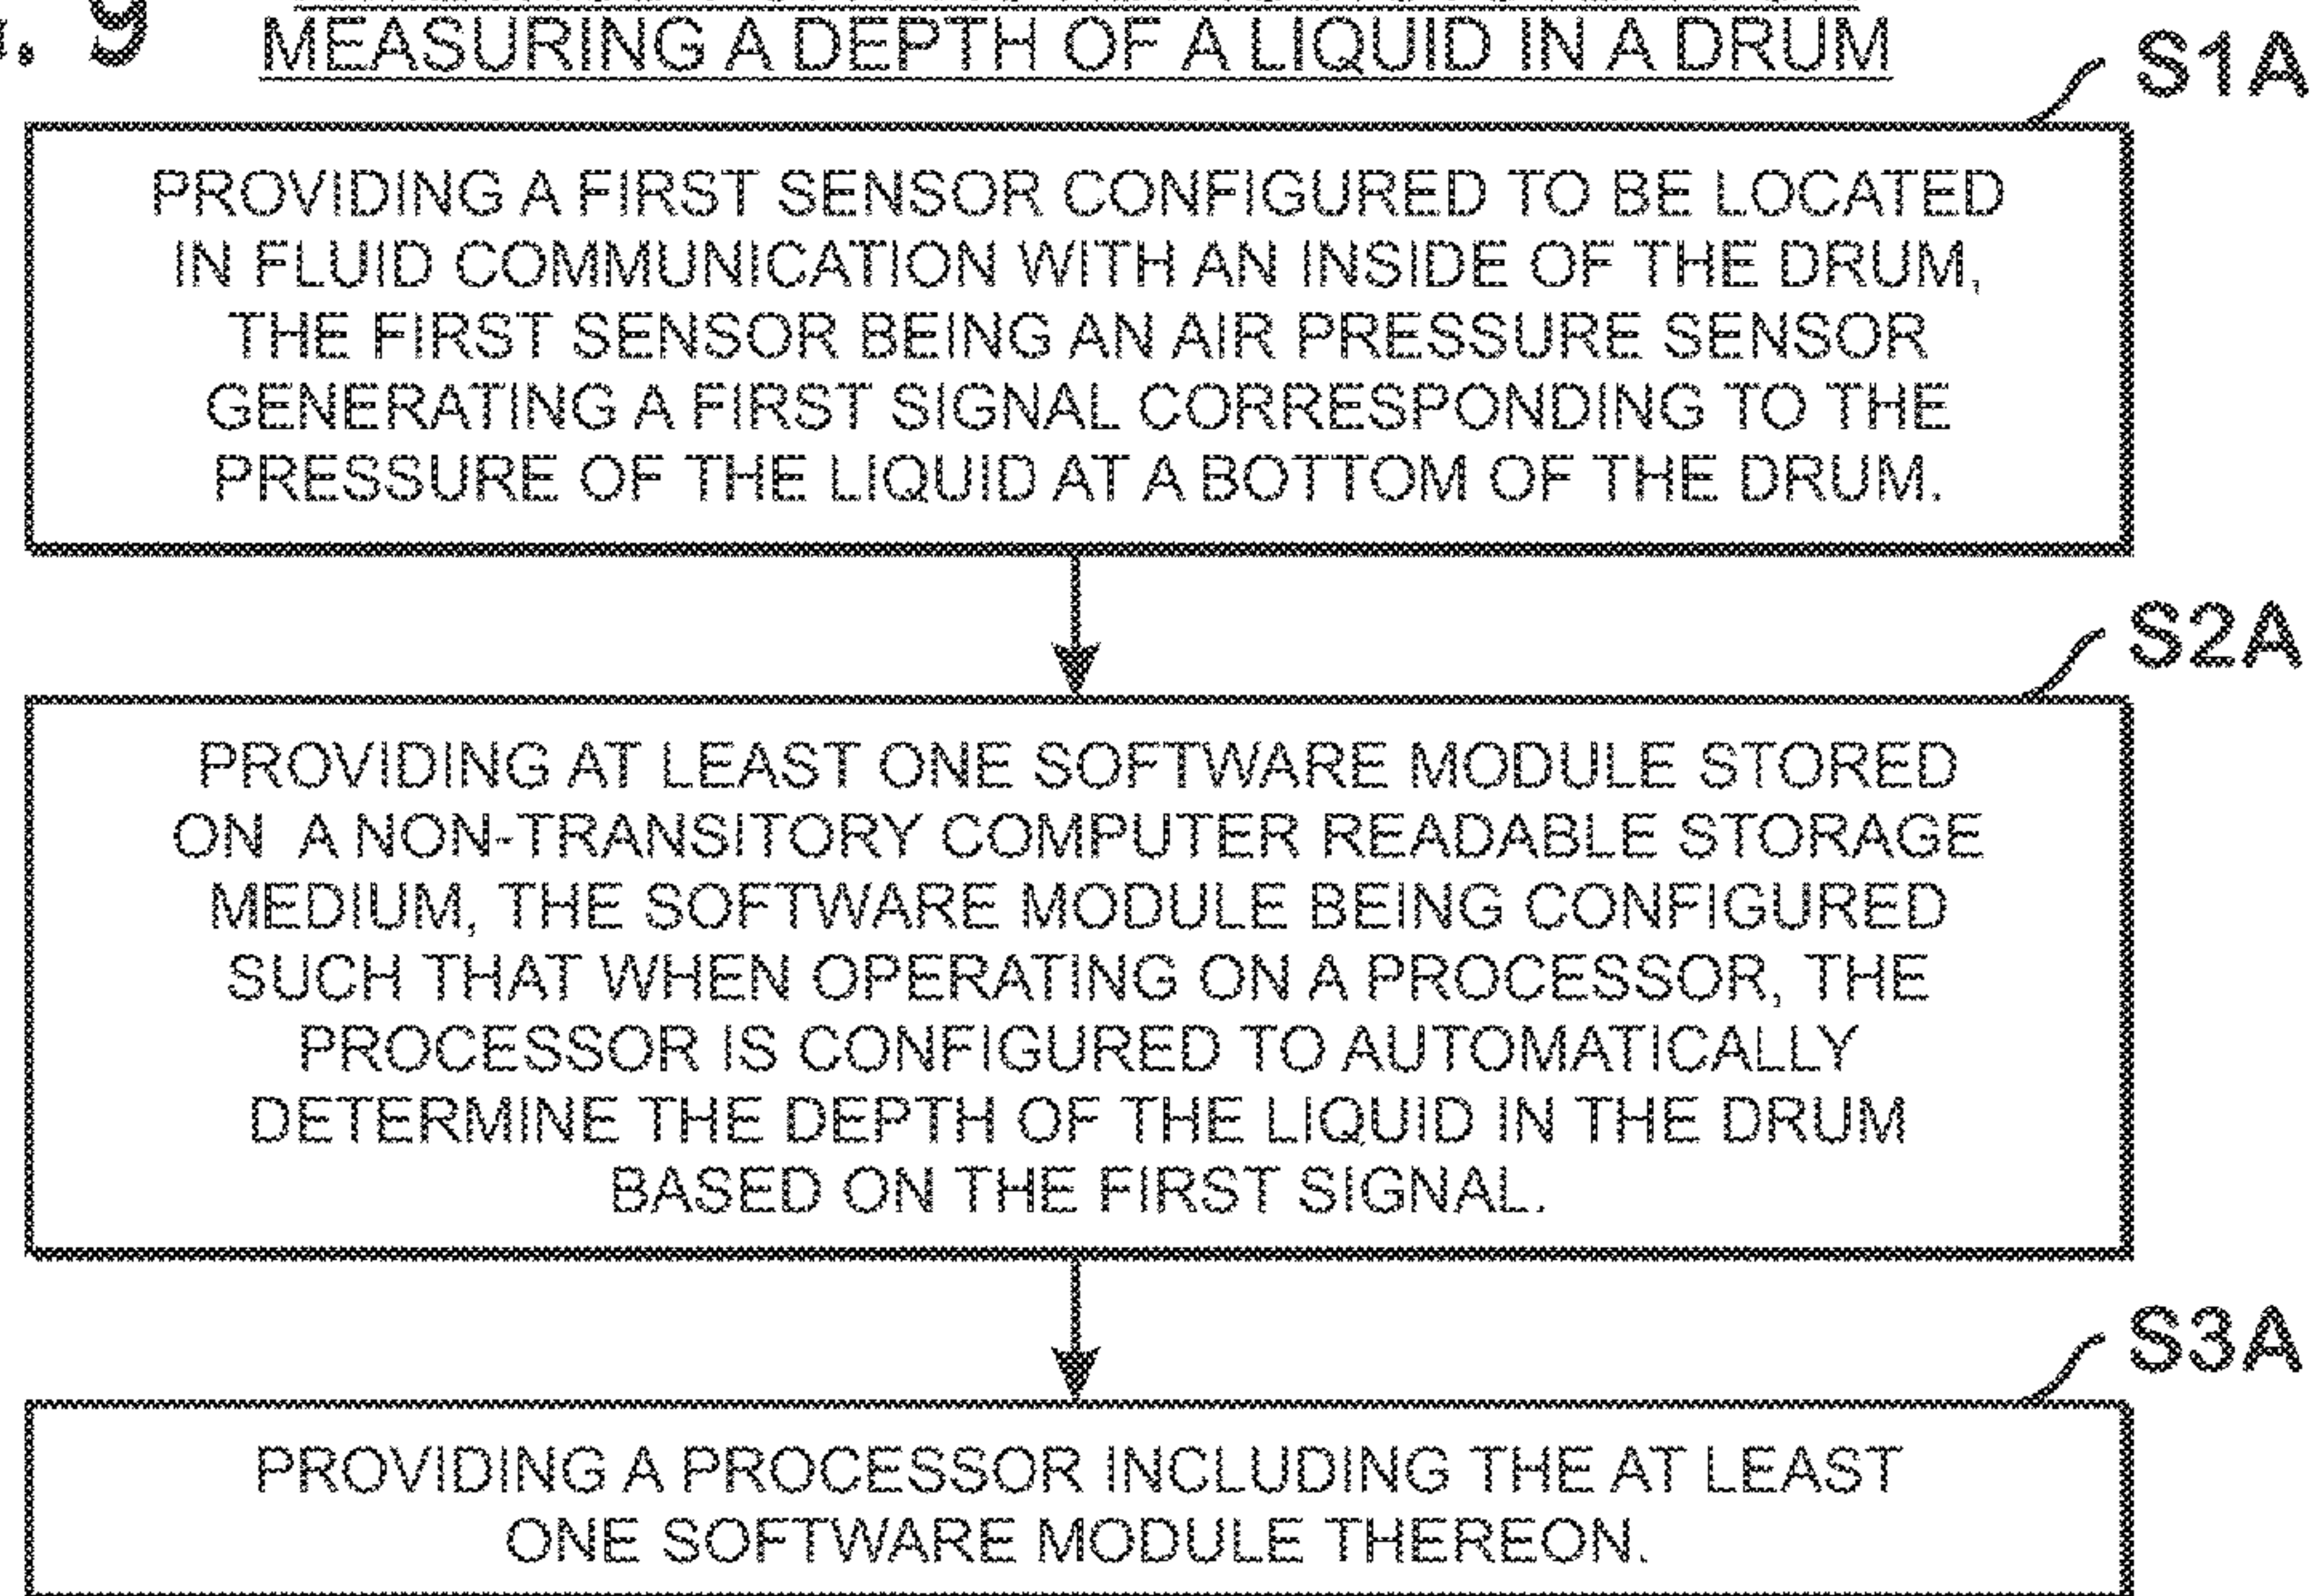 9
MEASURING A DEPTH OF A LIQUID IN A DRUM
S1A
PROVIDING A FIRST SENSOR CONFIGURED TO BE LOCATED
IN FLUID COMMUNICATION WITH AN INSIDE OF THE DRUM,
THE FIRST SENSOR BEING AN AIR PRESSURE SENSOR
GENERATING A FIRST SIGNAL CORRESPONDING TO THE
PRESSURE OF THE LIQUID AT A BOTTOM OF THE DRUM.
S2A
PROVIDING AT LEAST ONE SOFTWARE MODULE STORED
ON A NON-TRANSITORY COMPUTER READABLE STORAGE
MEDIUM, THE SOFTWARE MODULE BEING CONFIGURED
SUCH THAT WHEN OPERATING ON A PROCESSOR, THE
PROCESSOR IS CONFIGURED TO AUTOMATICALLY
DETERMINE THE DEPTH OF THE LIQUID IN THE DRUM
BASED ON THE FIRST SIGNAL.
S3A
PROVIDING A PROCESSOR INCLUDING THE AT LEAST
ONE SOFTWARE MODULE THEREON.